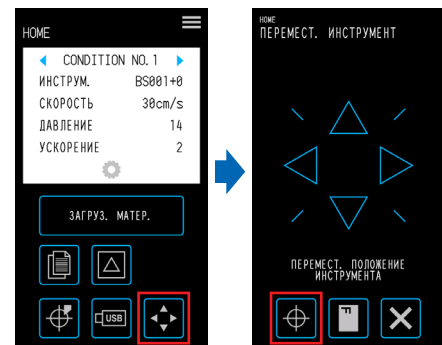 HOME
CONDITION NO.1
ИНСТРУМ. BS001+0
СКОРОСТЬ 30cm/s
ДАВЛЕНИЕ 14
УСКОРЕНИЕ 2
ЗАГРУЗ. МАТЕР.
USB
HOME
ПЕРЕМЕСТ. ИНСТРУМЕНТ
ПЕРЕМЕСТ. ПОЛОЖЕНИЕ
ИНСТРУМЕНТА